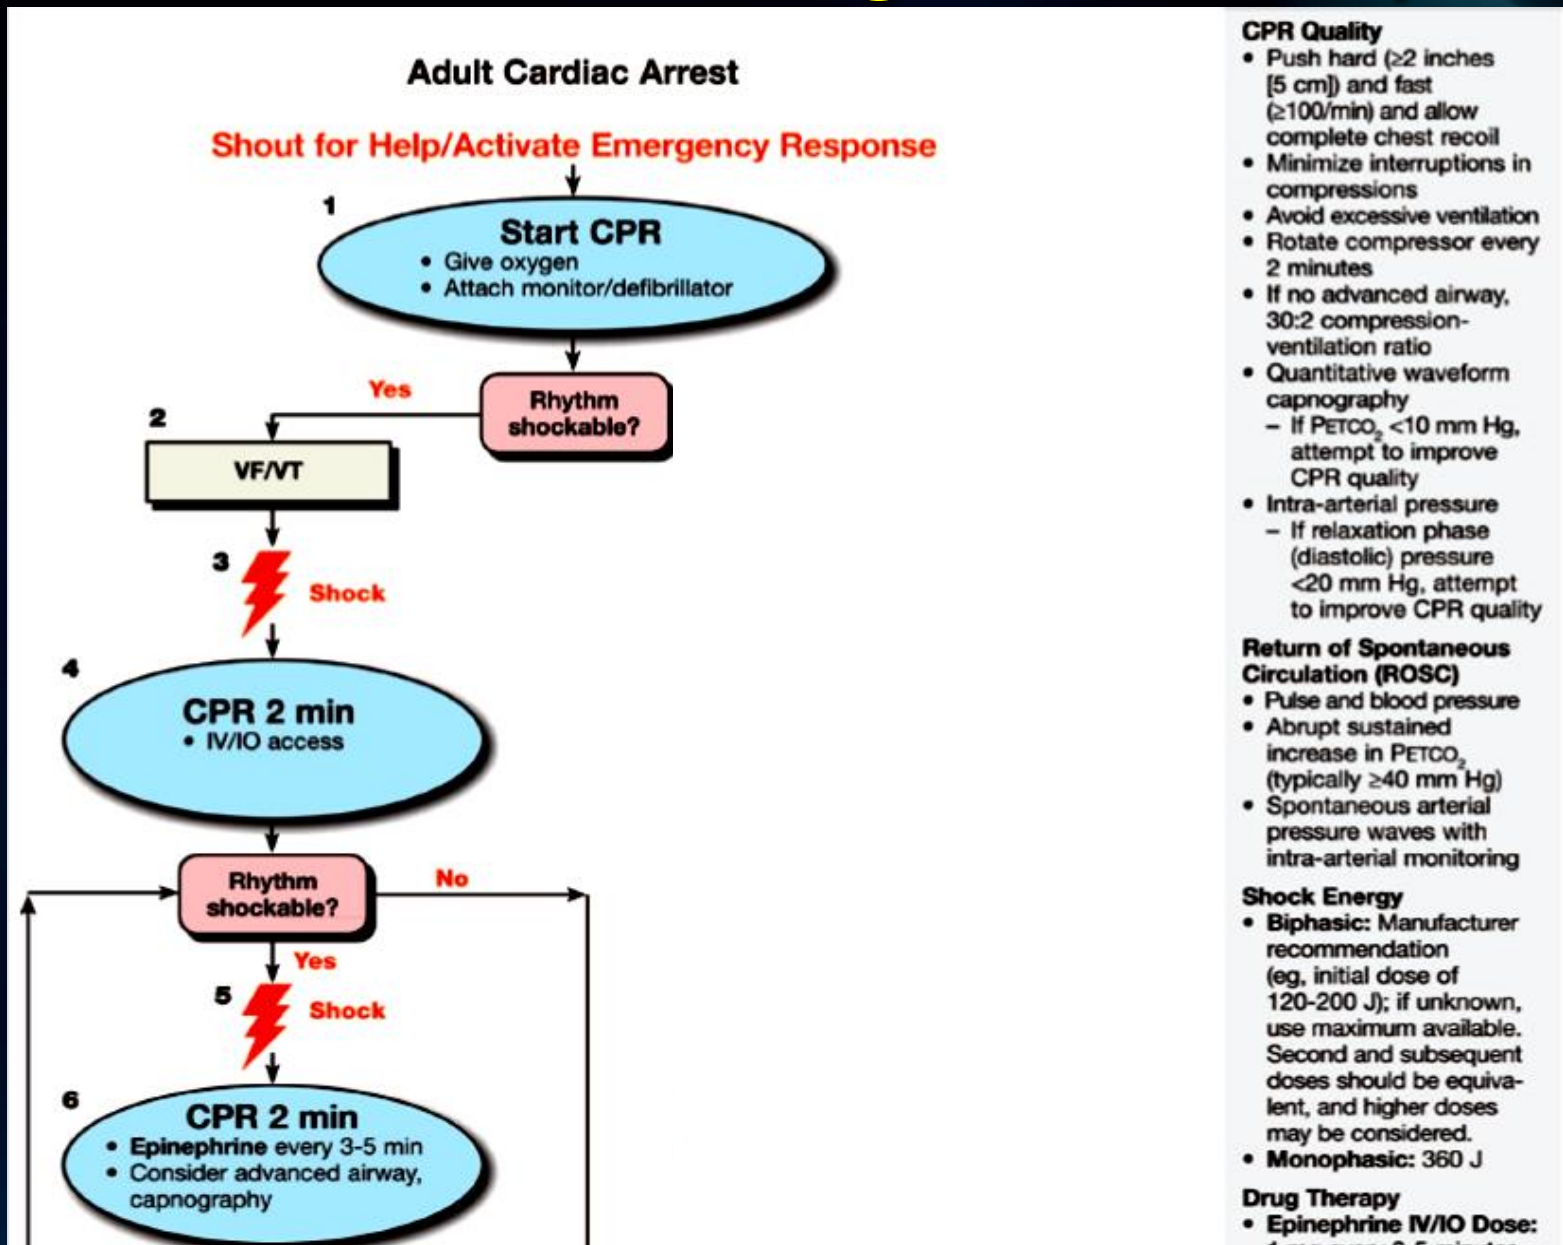 Adult Cardiac Arrest
Shout for Help/Activate Emergency Response
1
Start CPR
• Give oxygen
• Attach monitor/defibrillator
Rhythm
shockable?
Yes
2
VF/VT
3
Shock
4
CPR 2 min
• IV/IO access
Rhythm
shockable?
No
Yes
5
Shock
6
CPR 2 min
• Epinephrine every 3-5 min
• Consider advanced airway,
capnography
CPR Quality
• Push hard (≥2 inches
[5 cm]) and fast
(≥100/min) and allow
complete chest recoil
• Minimize interruptions in
compressions
• Avoid excessive ventilation
• Rotate compressor every
2 minutes
• If no advanced airway,
30:2 compression-
ventilation ratio
• Quantitative waveform
capnography
– If PETCO₂ <10 mm Hg,
attempt to improve
CPR quality
• Intra-arterial pressure
– If relaxation phase
(diastolic) pressure
<20 mm Hg, attempt
to improve CPR quality
Return of Spontaneous
Circulation (ROSC)
• Pulse and blood pressure
• Abrupt sustained
increase in PETCO₂
(typically ≥40 mm Hg)
• Spontaneous arterial
pressure waves with
intra-arterial monitoring
Shock Energy
• Biphasic: Manufacturer
recommendation
(eg, initial dose of
120-200 J); if unknown,
use maximum available.
Second and subsequent
doses should be equiva-
lent, and higher doses
may be considered.
• Monophasic: 360 J
Drug Therapy
• Epinephrine IV/IO Dose: